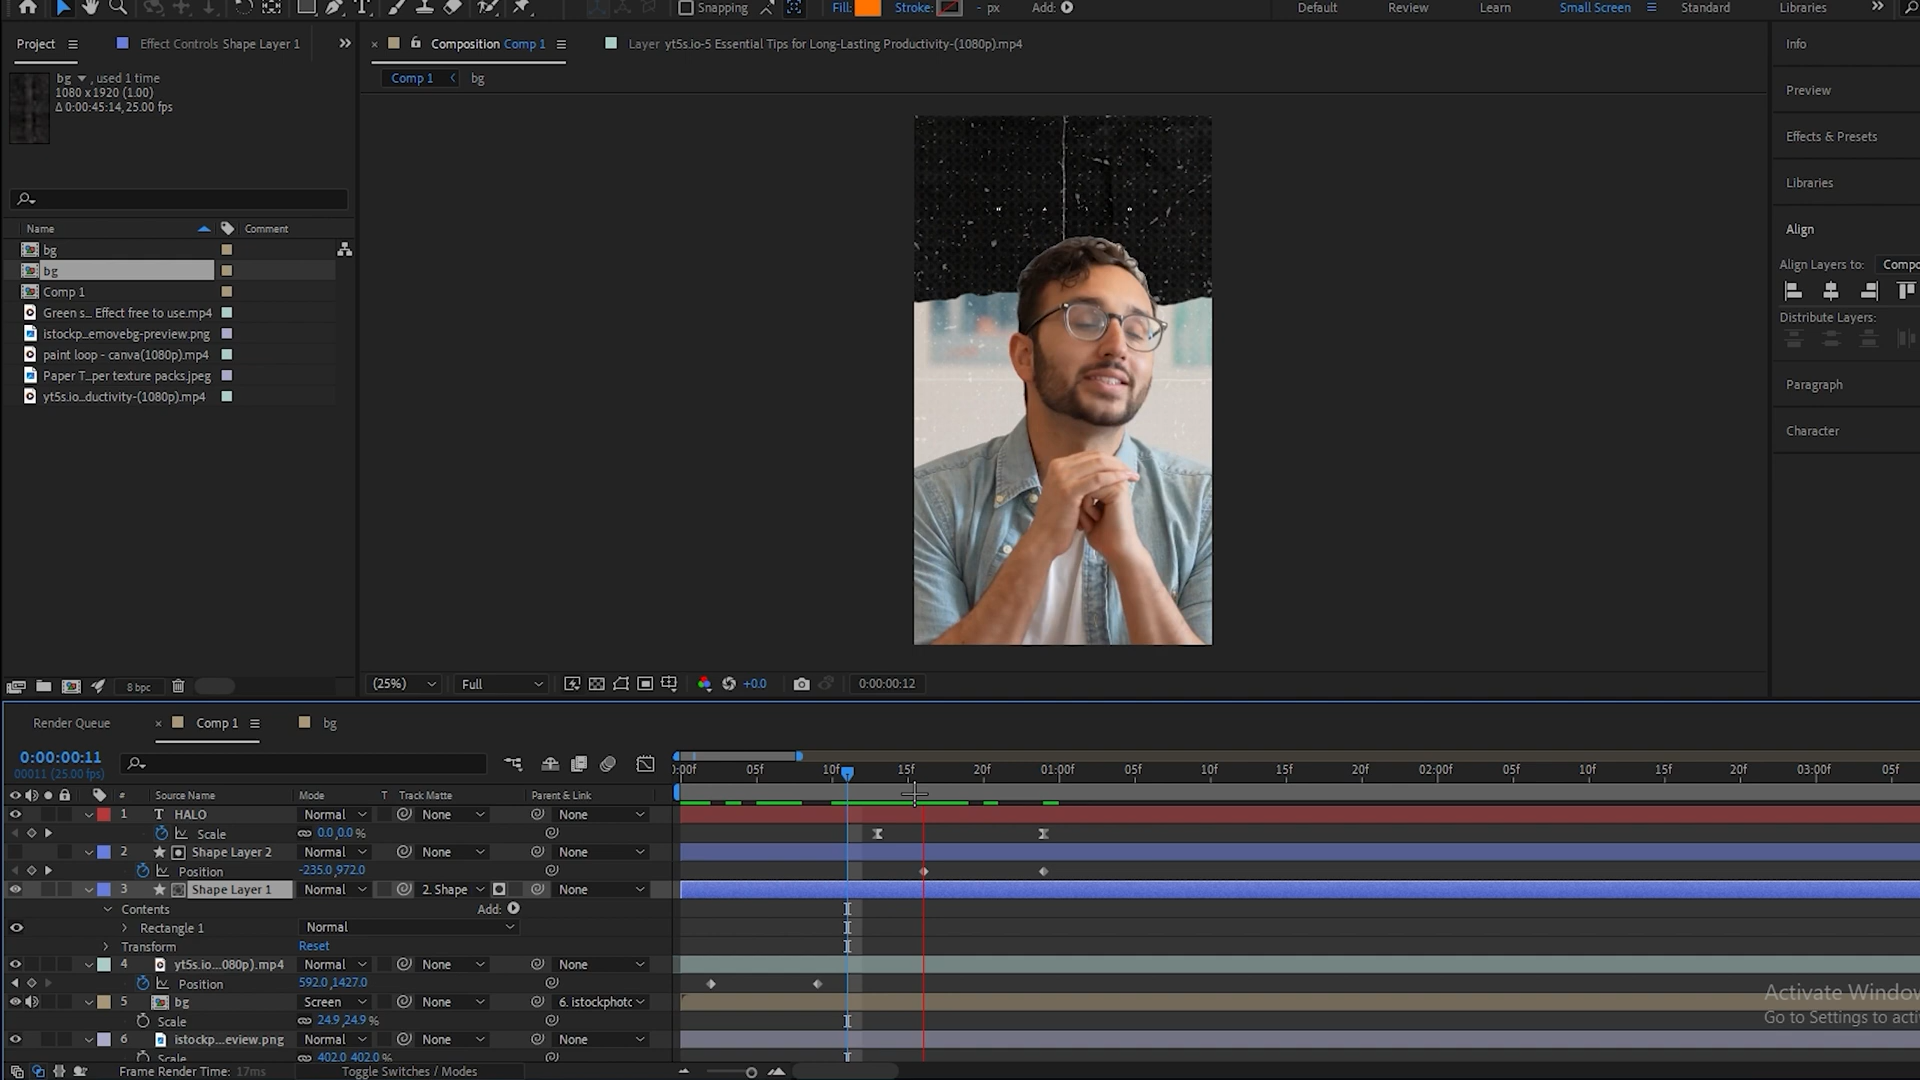 Snapping
Fill:
Stroke:
- px
Add:
Default
Review
Learn
Small Screen
Standard
Libraries
Project
Effect Controls Shape Layer 1
Composition Comp 1
Layer yt5s.io-5 Essential Tips for Long-Lasting Productivity-(1080p).mp4
Info
bg , used 1 time
1080 x 1920 (1.00)
Δ 0:00:45:14, 25.00 fps
Comp 1
bg
Preview
Effects & Presets
Libraries
Align
Align Layers to: Compo
Distribute Layers:
Paragraph
Character
Name
Comment
bg
bg
Comp 1
Green s... Effect free to use.mp4
istockp...emovebg-preview.png
paint loop - canva(1080p).mp4
Paper T...per texture packs.jpeg
yt5s.io...ductivity-(1080p).mp4
8 bpc
(25%)
Full
+0.0
0:00:00:12
Render Queue
Comp 1
bg
0:00:00:11
00011 (25.00 fps)
:00f 05f 10f 15f 20f 01:00f 05f 10f 15f 20f 02:00f 05f 10f 15f 20f 03:00f 05f
# Source Name Mode T Track Matte Parent & Link
1 T HALO Normal None None
Scale 0.0,0.0 %
2 Shape Layer 2 Normal None None
Position -235.0,972.0
3 Shape Layer 1 Normal 2. Shape None
Contents Add:
Rectangle 1 Normal
Transform Reset
4 yt5s.io...080p).mp4 Normal None None
Position 592.0,1427.0
5 bg Screen None 6. istockphotc
Scale 24.9,24.9 %
6 istockp...eview.png Normal None None
Scale 402.0,402.0 %
Frame Render Time: 17ms
Toggle Switches / Modes
Activate Window
Go to Settings to acti